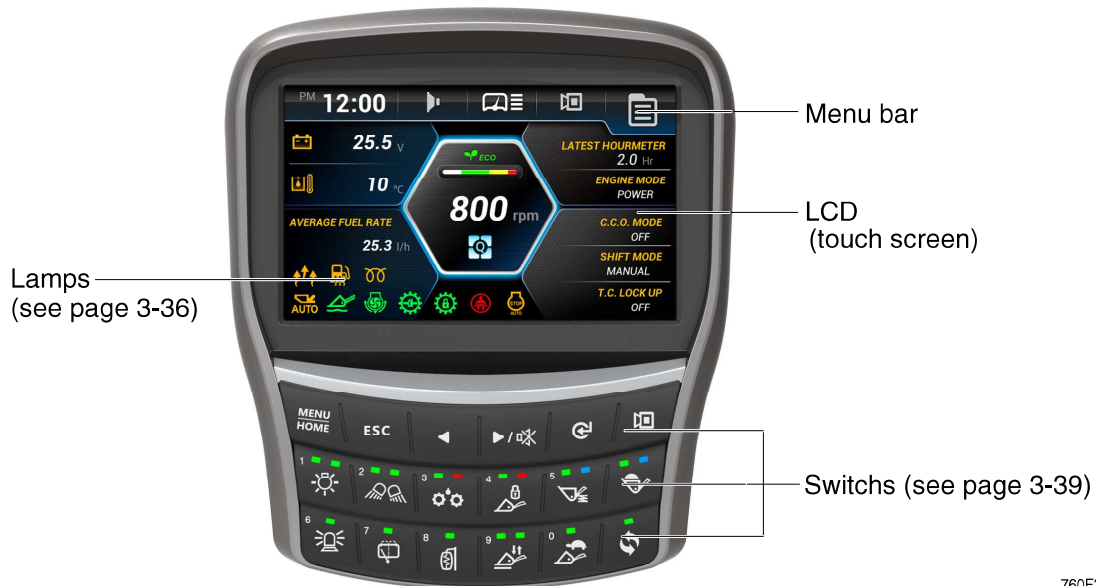 PM 12:00
25.5 V
10 °C
AVERAGE FUEL RATE
25.3 l/h
AUTO
ECO
800 rpm
Q
STOP
AUTO
LATEST HOURMETER
2.0 Hr
ENGINE MODE
POWER
C.C.O. MODE
OFF
SHIFT MODE
MANUAL
T.C. LOCK UP
OFF
Menu bar
LCD
(touch screen)
Lamps
(see page 3-36)
MENU
HOME
ESC
1
2
3
4
5
6
7
8
9
0
Switchs (see page 3-39)